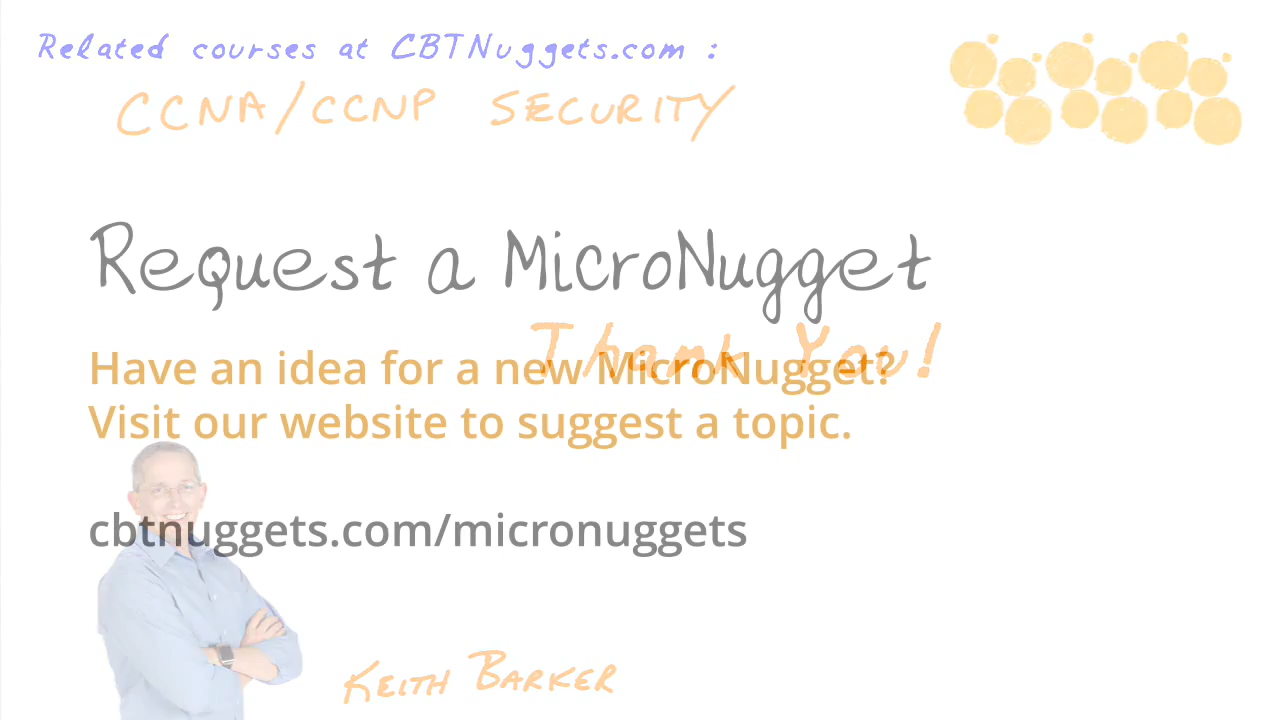 Related courses at CBTNuggets.com :
CCNA/CCNP SECURITY
Request a MicroNugget
Thank You!
Have an idea for a new MicroNugget?
Visit our website to suggest a topic.
cbtnuggets.com/micronuggets
KEITH BARKER